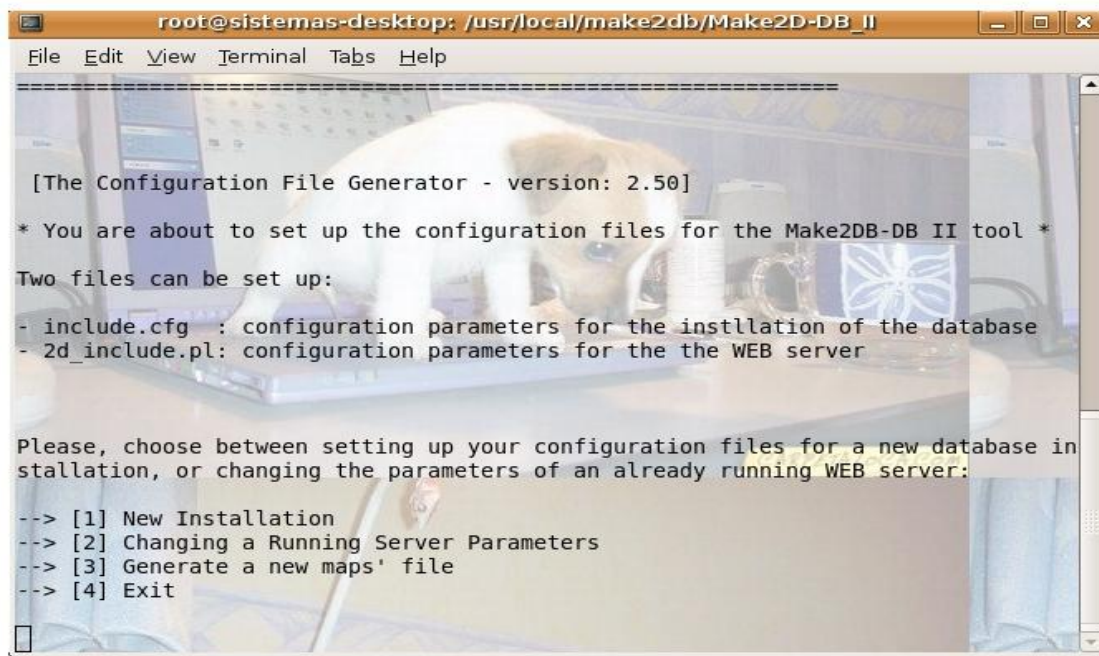 root@sistemas-desktop: /usr/local/make2db/Make2D-DB_II
File Edit View Terminal Tabs Help
==============================================================
[The Configuration File Generator - version: 2.50]
* You are about to set up the configuration files for the Make2DB-DB II tool *
Two files can be set up:
- include.cfg  : configuration parameters for the instllation of the database
- 2d_include.pl: configuration parameters for the the WEB server
Please, choose between setting up your configuration files for a new database in
stallation, or changing the parameters of an already running WEB server:
--> [1] New Installation
--> [2] Changing a Running Server Parameters
--> [3] Generate a new maps' file
--> [4] Exit